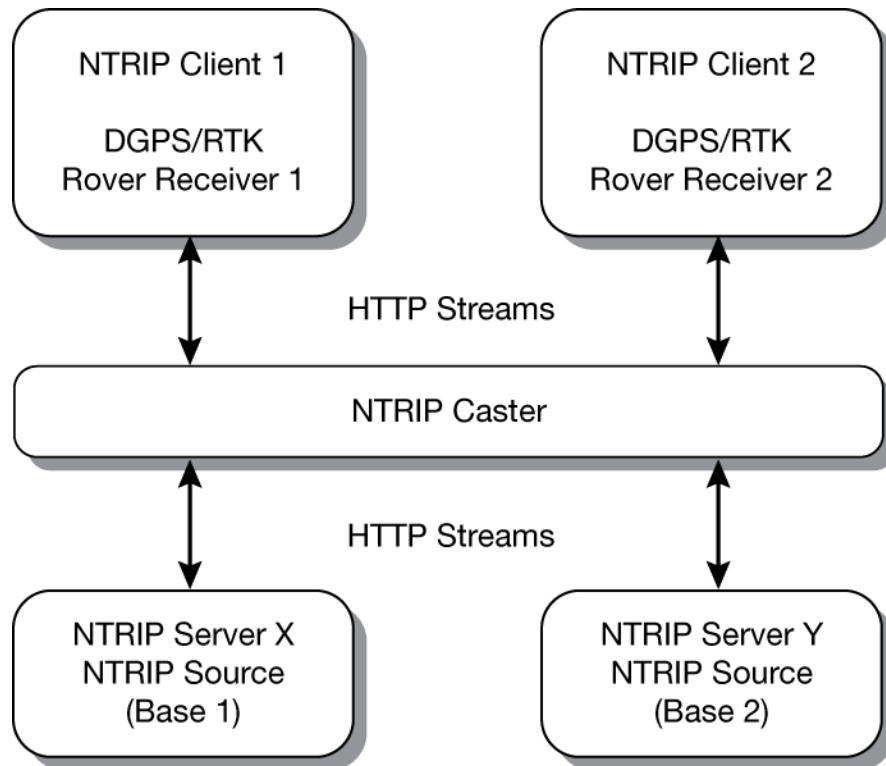 NTRIP Client 1
DGPS/RTK
Rover Receiver 1
NTRIP Client 2
DGPS/RTK
Rover Receiver 2
HTTP Streams
NTRIP Caster
HTTP Streams
NTRIP Server X
NTRIP Source
(Base 1)
NTRIP Server Y
NTRIP Source
(Base 2)